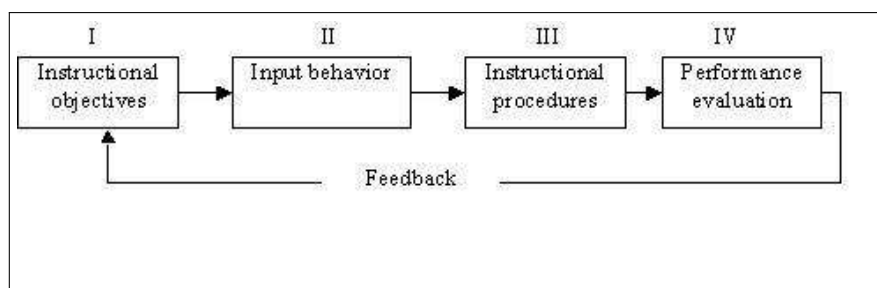 I II III IV
Instructional
objectives
Input behavior
Instructional
procedures
Performance
evaluation
Feedback